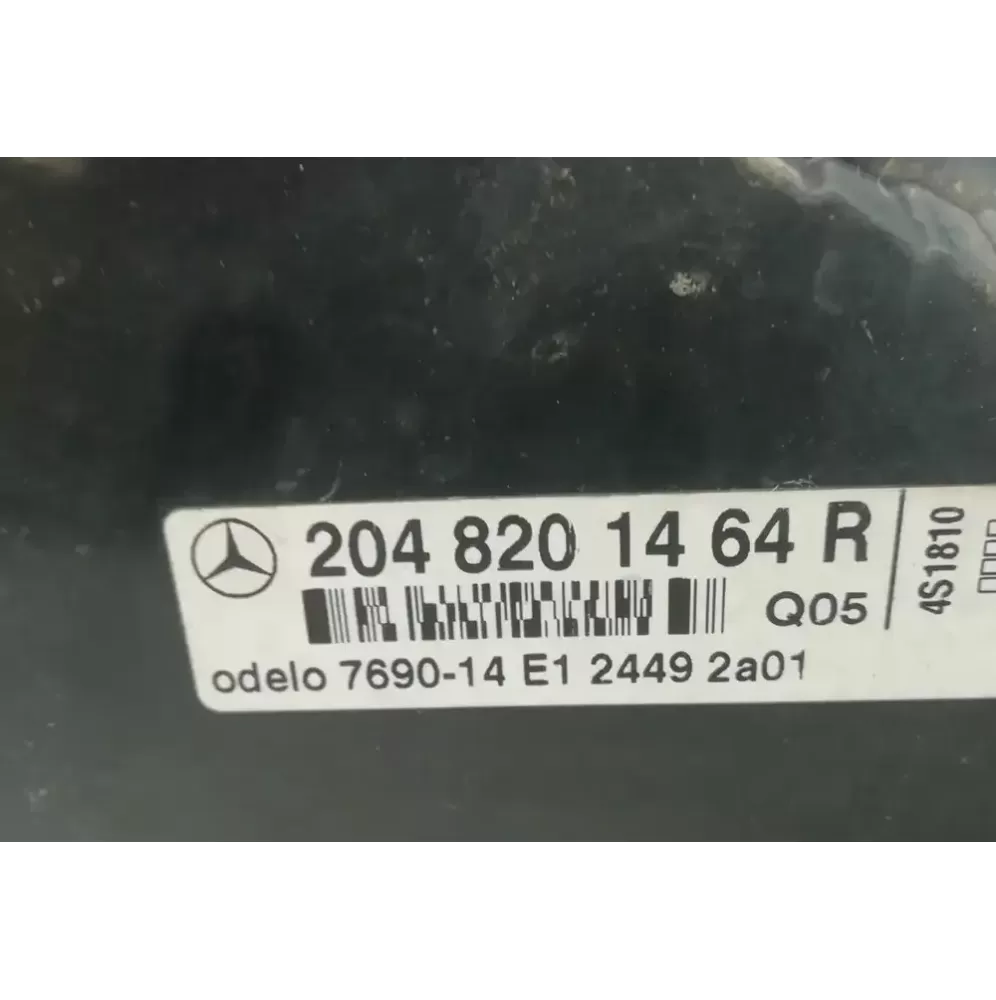 204 820 14 64 R
Q05
odelo 7690-14 E1 2449 2a01
4S1810